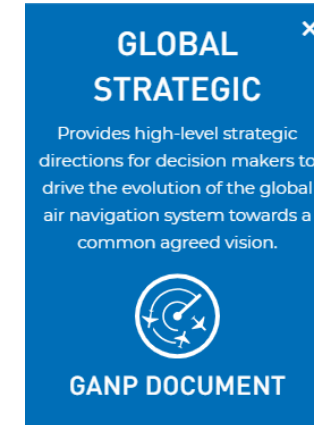 ×
GLOBAL
STRATEGIC
Provides high-level strategic
directions for decision makers to
drive the evolution of the global
air navigation system towards a
common agreed vision.
GANP DOCUMENT